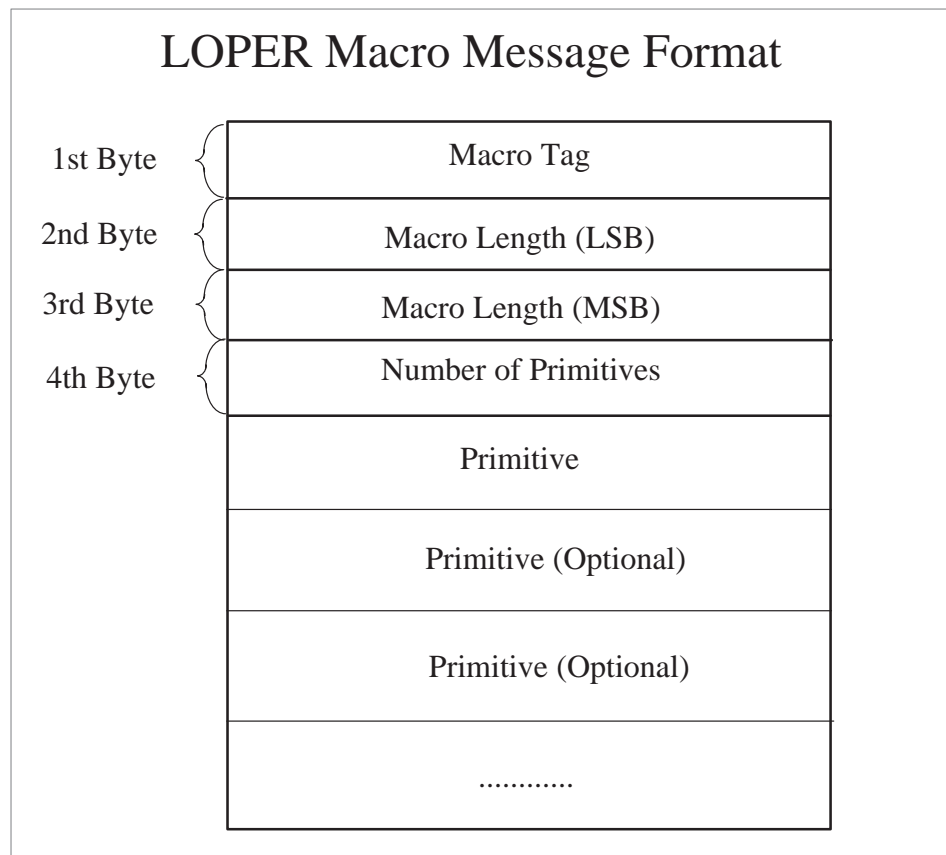 LOPER Macro Message Format
1st Byte
Macro Tag
2nd Byte
Macro Length (LSB)
3rd Byte
Macro Length (MSB)
4th Byte
Number of Primitives
Primitive
Primitive (Optional)
Primitive (Optional)
............